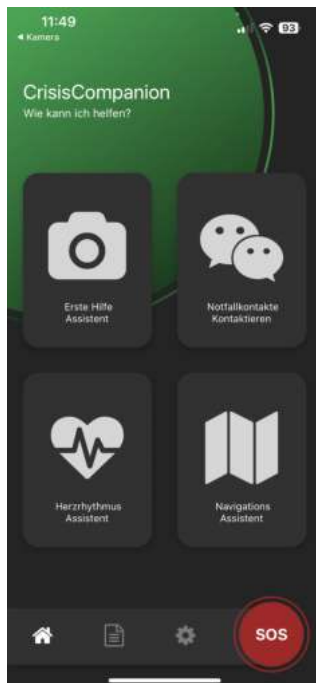 11:49
93
◀ Kamera
CrisisCompanion
Wie kann ich helfen?
Erste Hilfe
Assistent
Notfallkontakte
Kontaktieren
Herzrhythmus
Assistent
Navigations
Assistent
SOS